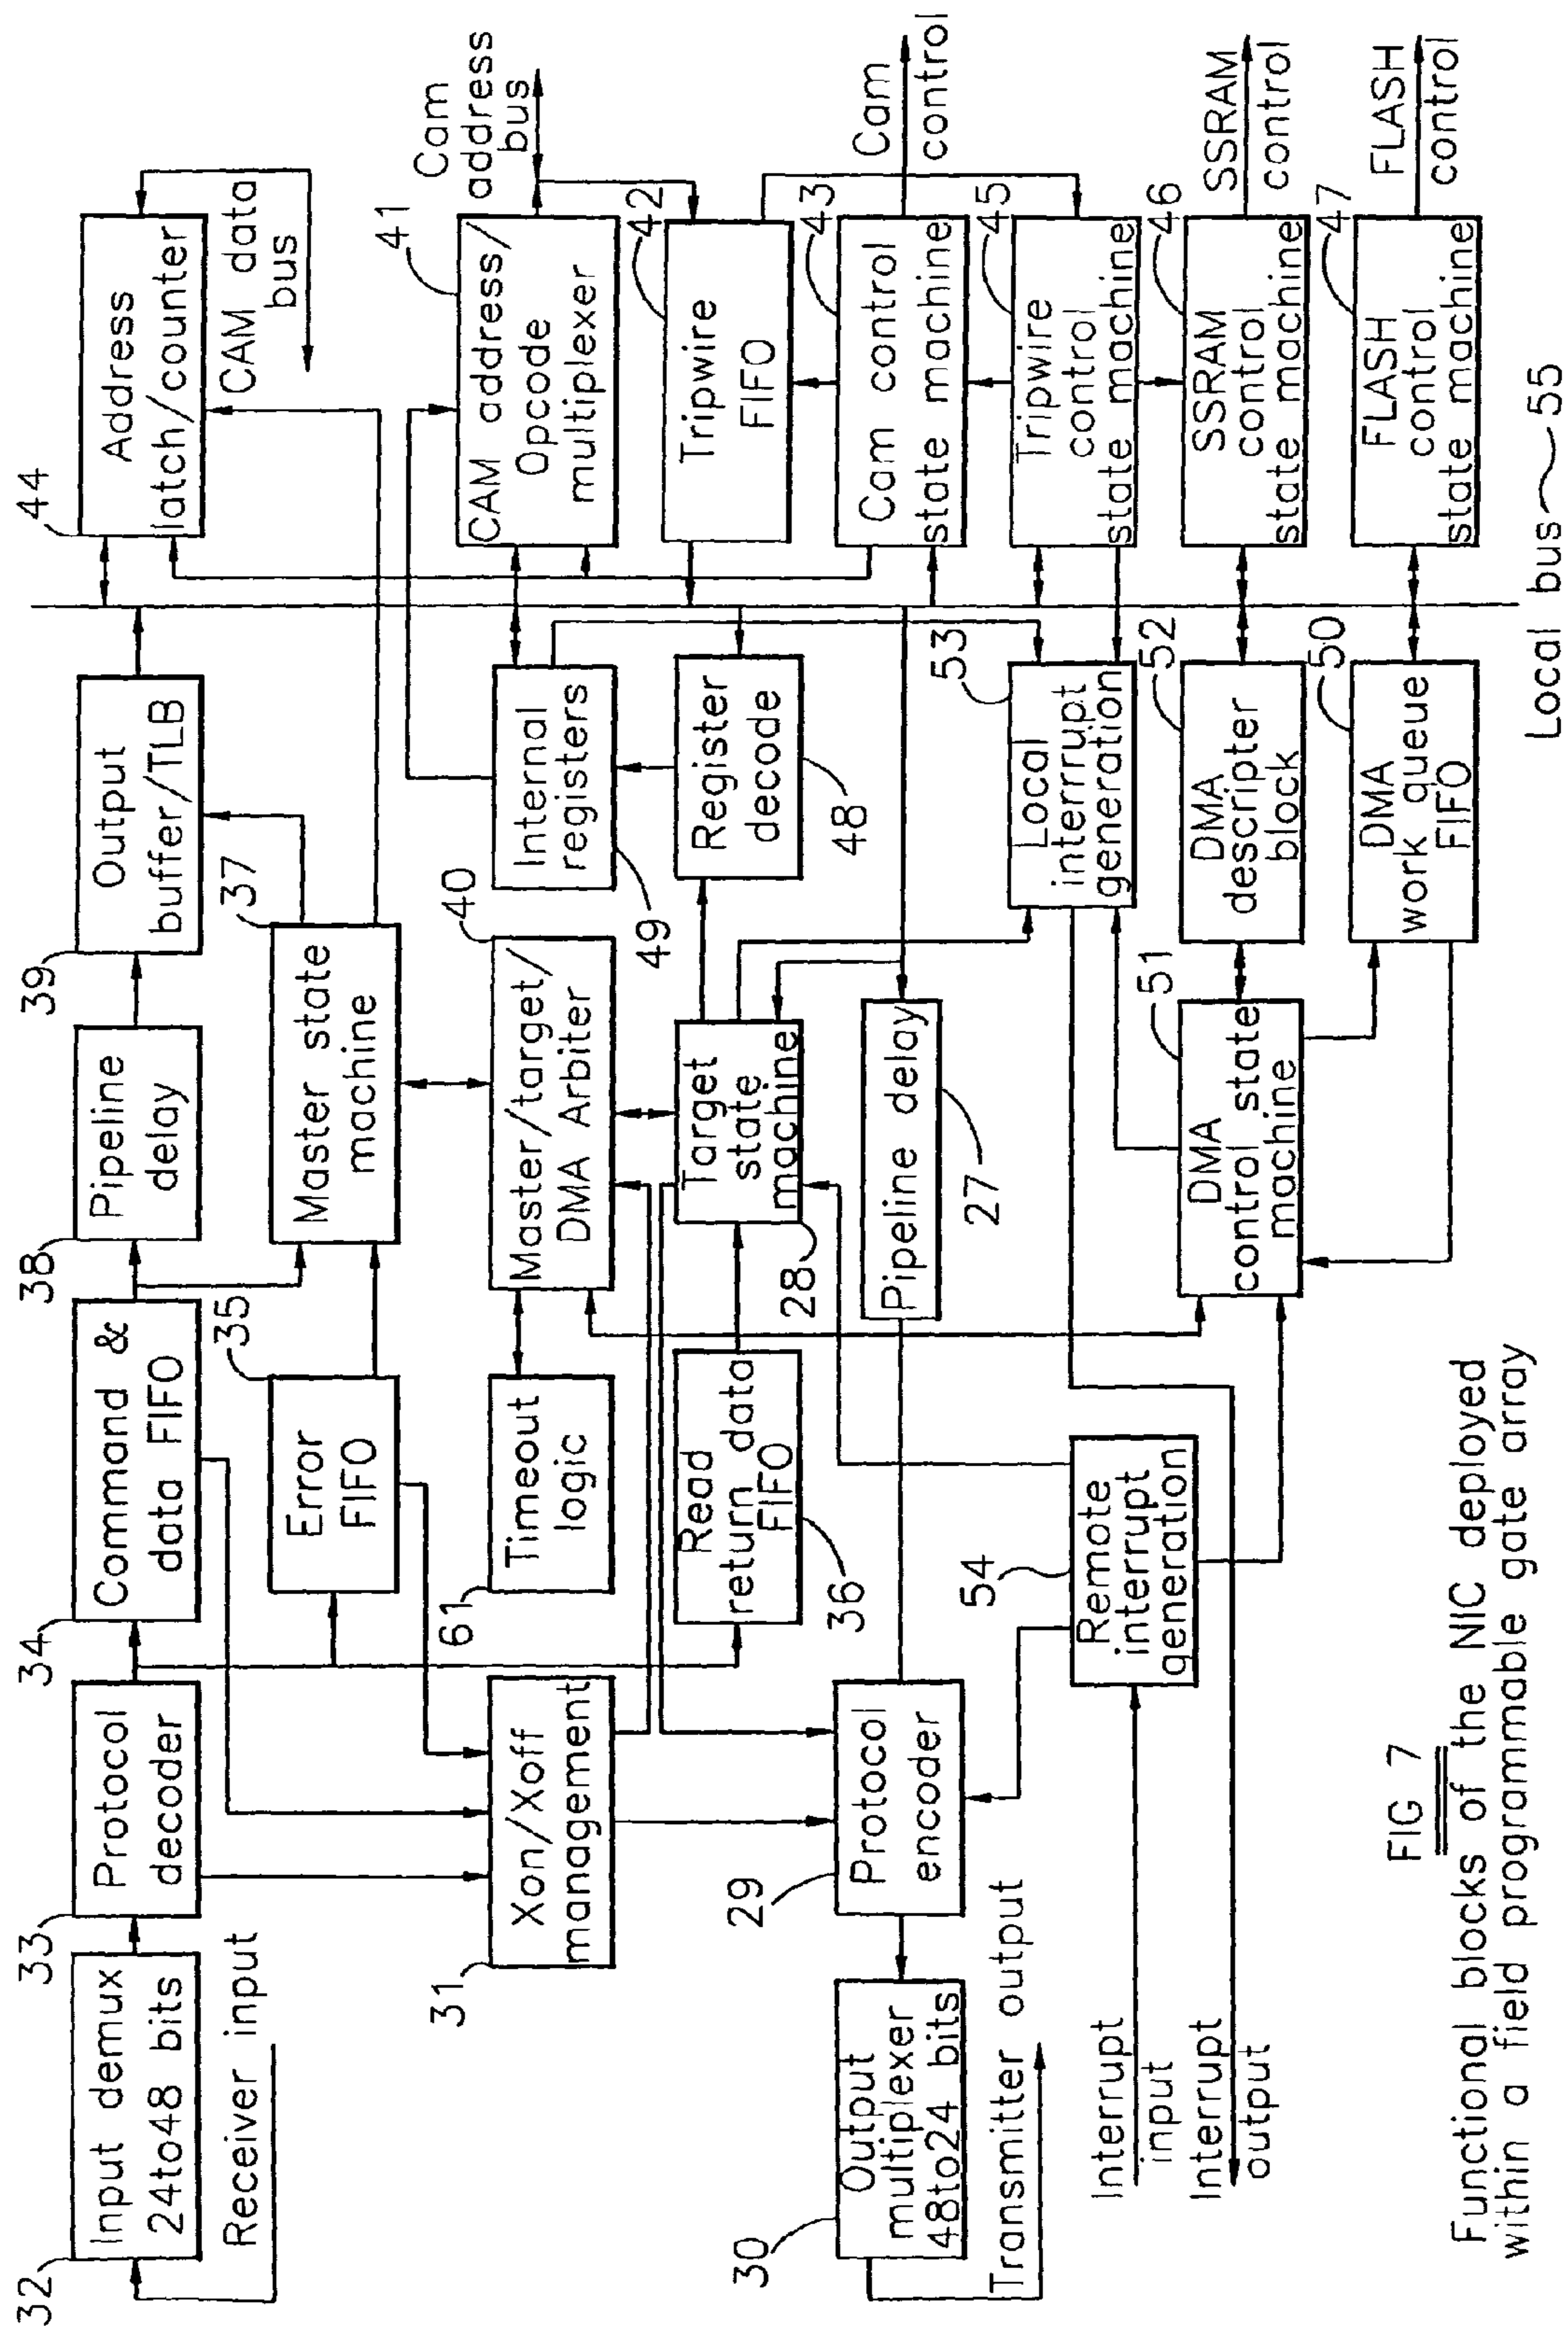 32
Input demux
24to48 bits
Receiver input
33
Protocol
decoder
34
Command &
data FIFO
38
Pipeline
delay
39
Output
buffer/TLB
44
Address
latch/counter
CAM data
bus
35
Error
FIFO
37
Master state
machine
31
Xon/Xoff
management
61
Timeout
logic
40
Master/target/
DMA Arbiter
49
Internal
registers
41
CAM address/
Opcode
multiplexer
Cam
address
bus
36
Read
return data
FIFO
28
Target
state
machine
48
Register
decode
42
Tripwire
FIFO
30
Output
multiplexer
48to24 bits
Transmitter output
29
Protocol
encoder
27
Pipeline delay
43
Cam control
state machine
Cam
control
Interrupt
input
Interrupt
output
54
Remote
interrupt
generation
53
Local
interrrupt
generation
45
Tripwire
control
state machine
51
DMA
control state
machine
52
DMA
descripter
block
46
SSRAM
control
state machine
SSRAM
control
50
DMA
work queue
FIFO
47
FLASH
control
state machine
FLASH
control
Local bus 55
FIG 7
Functional blocks of the NIC deployed
within a field programmable gate array